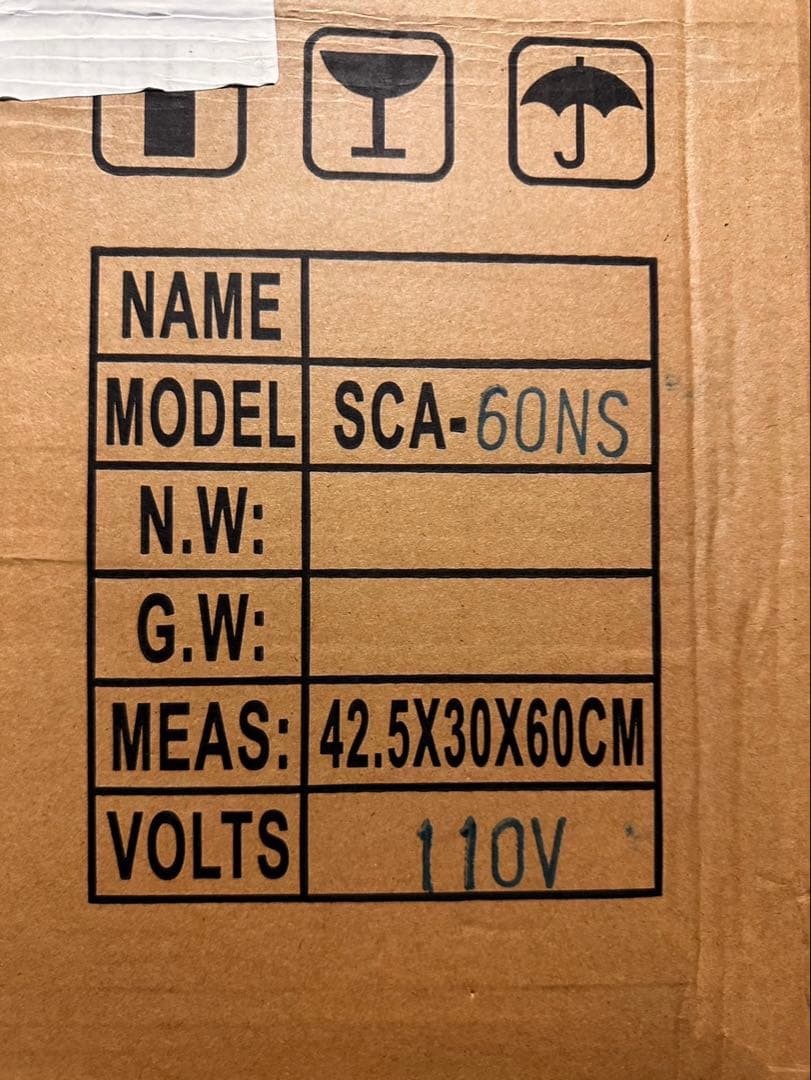 NAME
MODEL SCA-60NS
N.W:
G.W:
MEAS: 42.5X30X60CM
VOLTS 110V